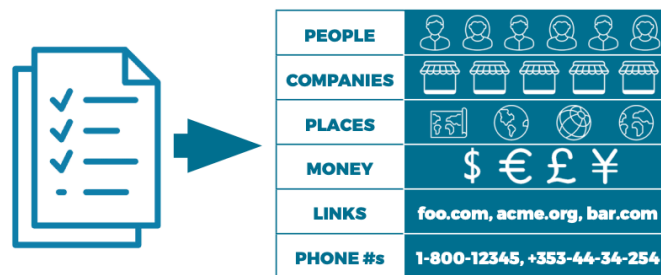 PEOPLE
COMPANIES
PLACES
MONEY $ € £ ¥
LINKS foo.com, acme.org, bar.com
PHONE #s 1-800-12345, +353-44-34-254